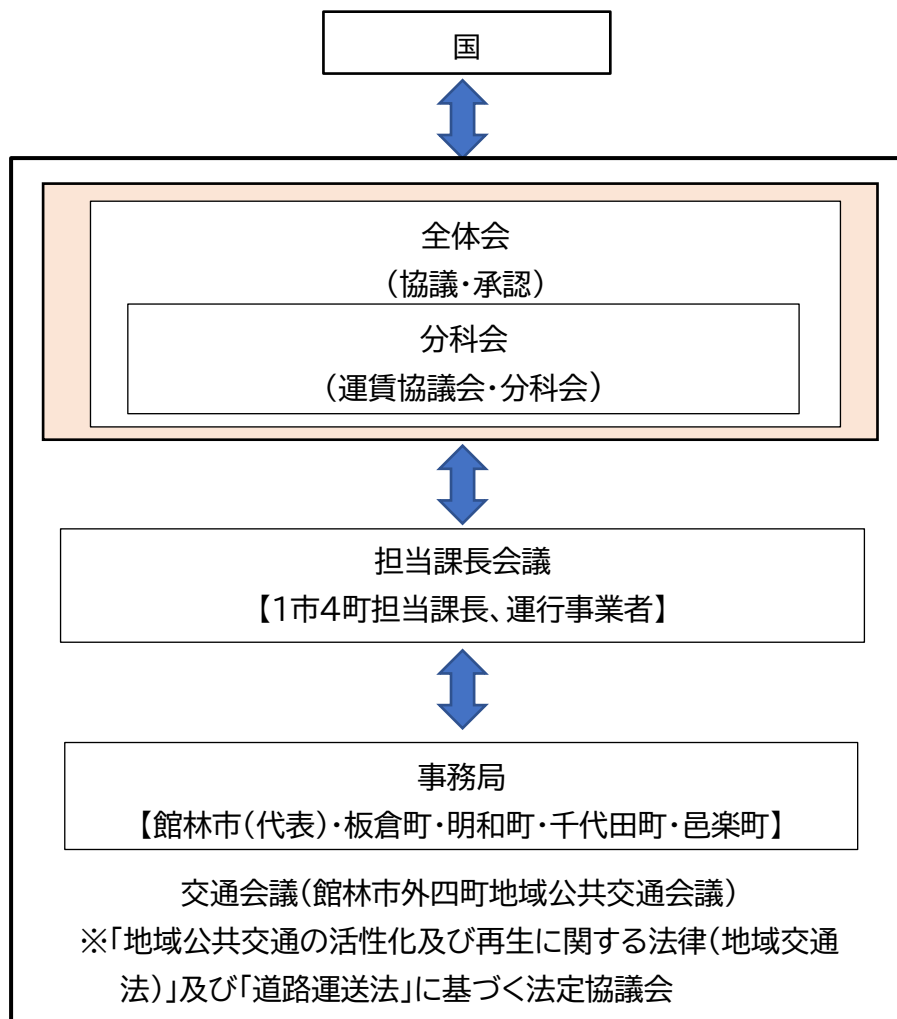 国
全体会
（協議・承認）
分科会
（運賃協議会・分科会）
担当課長会議
【1市4町担当課長、運行事業者】
事務局
【館林市（代表）・板倉町・明和町・千代田町・邑楽町】
交通会議（館林市外四町地域公共交通会議）
※「地域公共交通の活性化及び再生に関する法律（地域交通
法）」及び「道路運送法」に基づく法定協議会